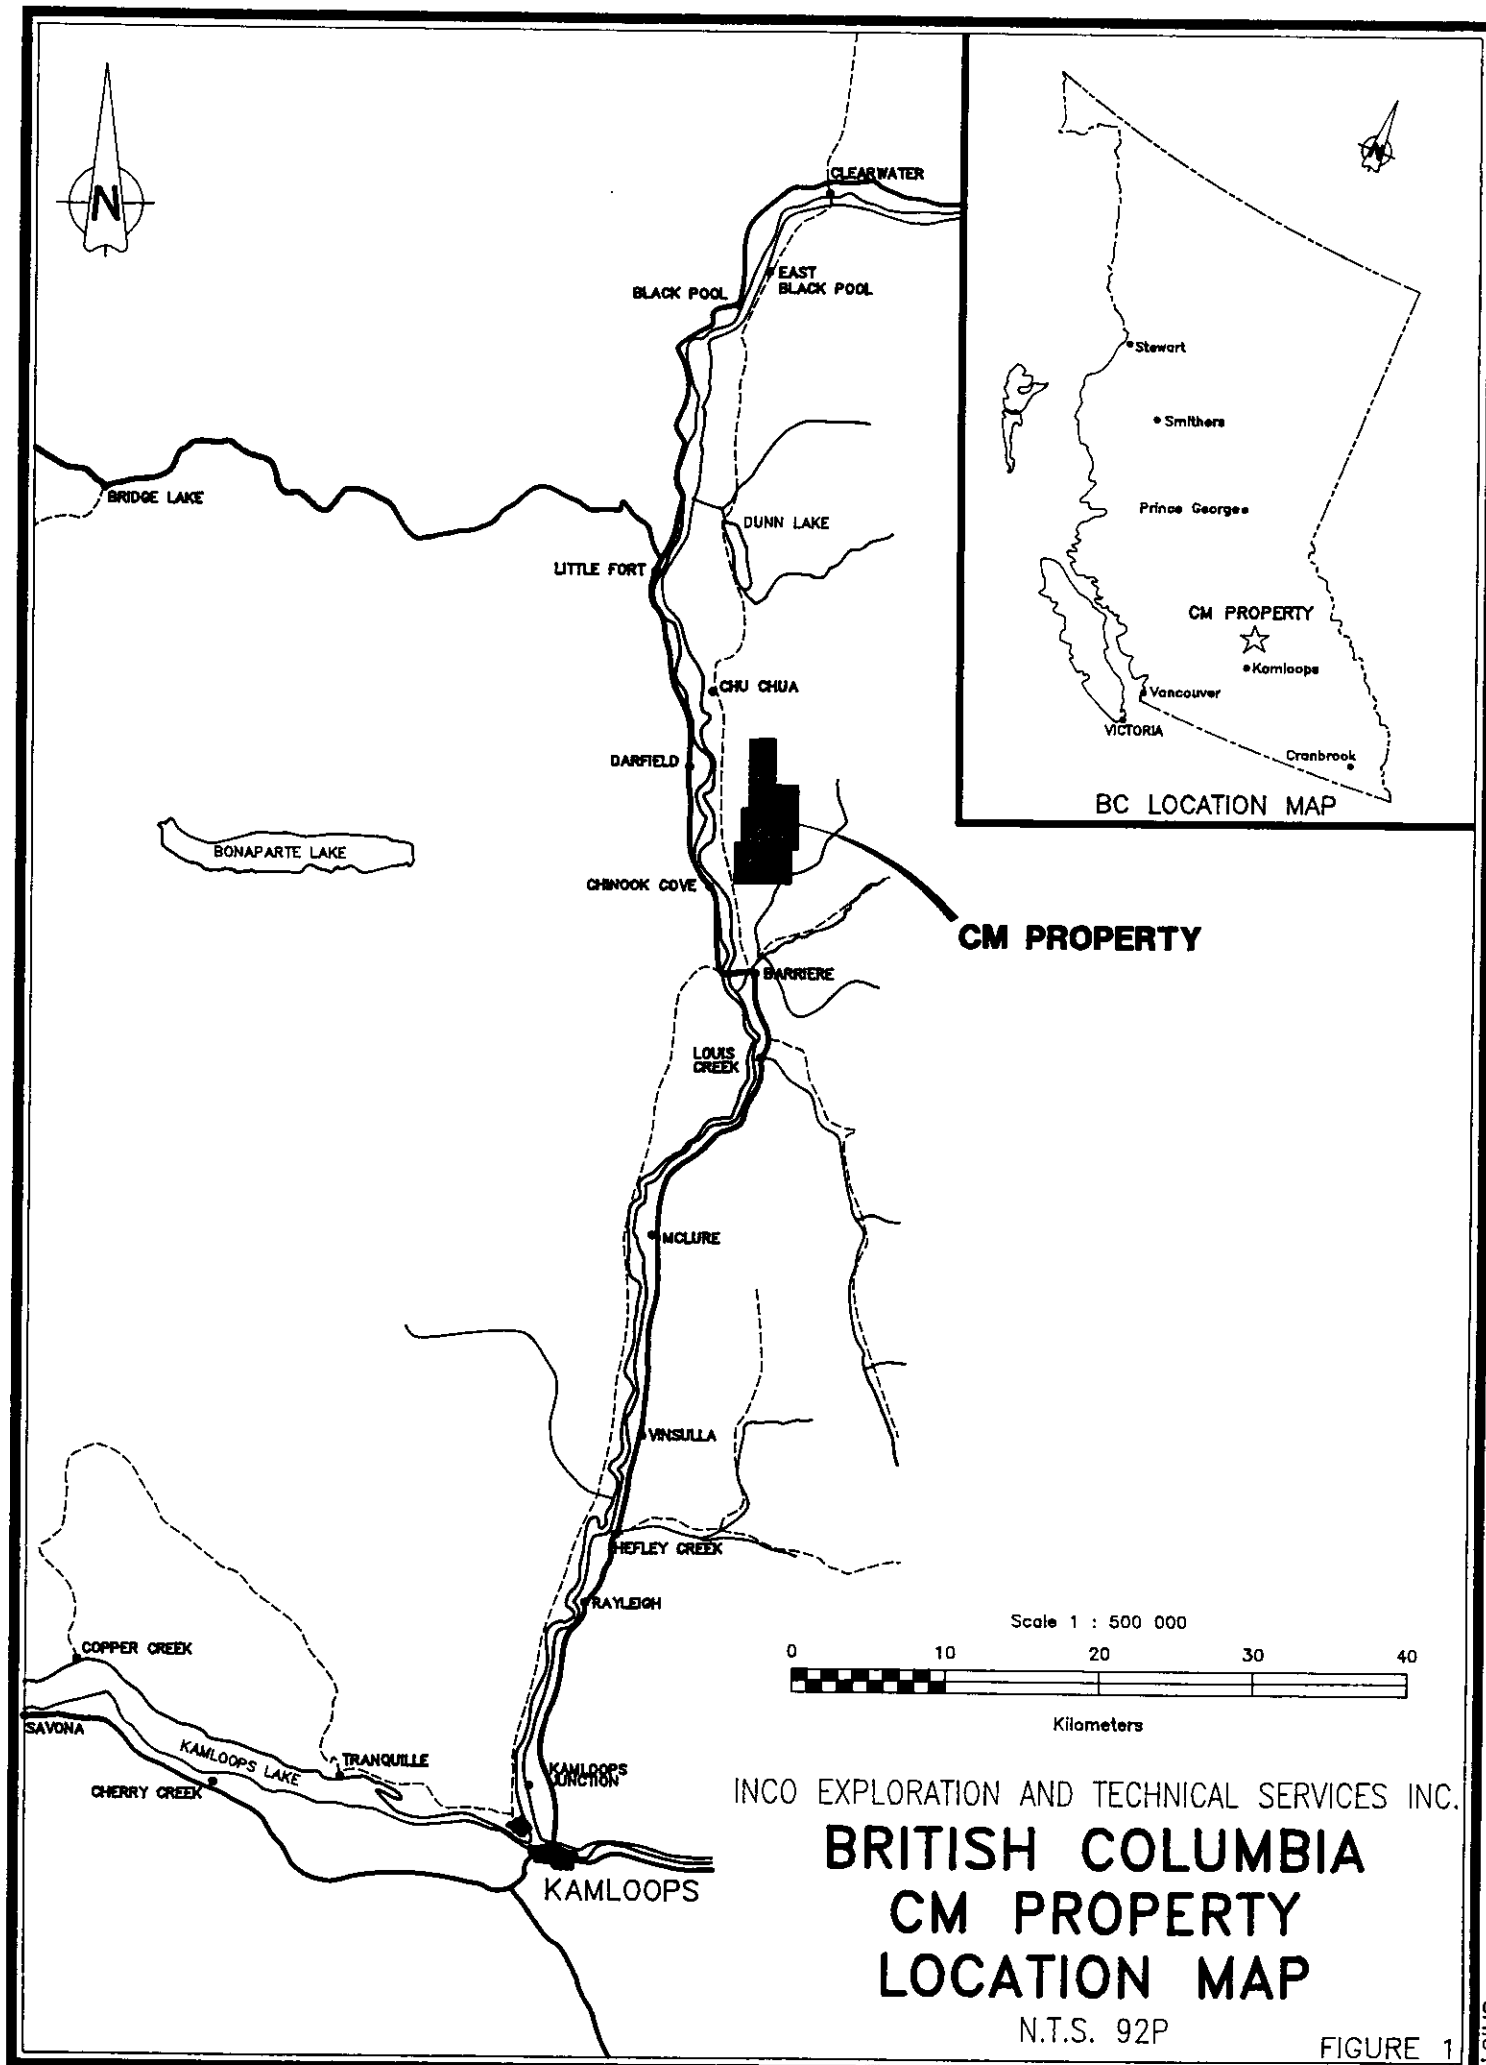 N
CLEARWATER
EAST
BLACK POOL
BLACK POOL
BRIDGE LAKE
DUNN LAKE
LITTLE FORT
CHU CHUA
DARFIELD
BONAPARTE LAKE
CHINOOK COVE
CM PROPERTY
BARRIERE
LOUIS
CREEK
MCLURE
VINSULLA
HEFLEY CREEK
RAYLEIGH
COPPER CREEK
SAVONA
KAMLOOPS LAKE
TRANQUILLE
CHERRY CREEK
KAMLOOPS
JUNCTION
KAMLOOPS
N
Stewart
Smithers
Prince Georges
CM PROPERTY
Kamloops
Vancouver
VICTORIA
Cranbrook
BC LOCATION MAP
Scale 1 : 500 000
0 10 20 30 40
Kilometers
INCO EXPLORATION AND TECHNICAL SERVICES INC.
BRITISH COLUMBIA
CM PROPERTY
LOCATION MAP
N.T.S. 92P
FIGURE 1